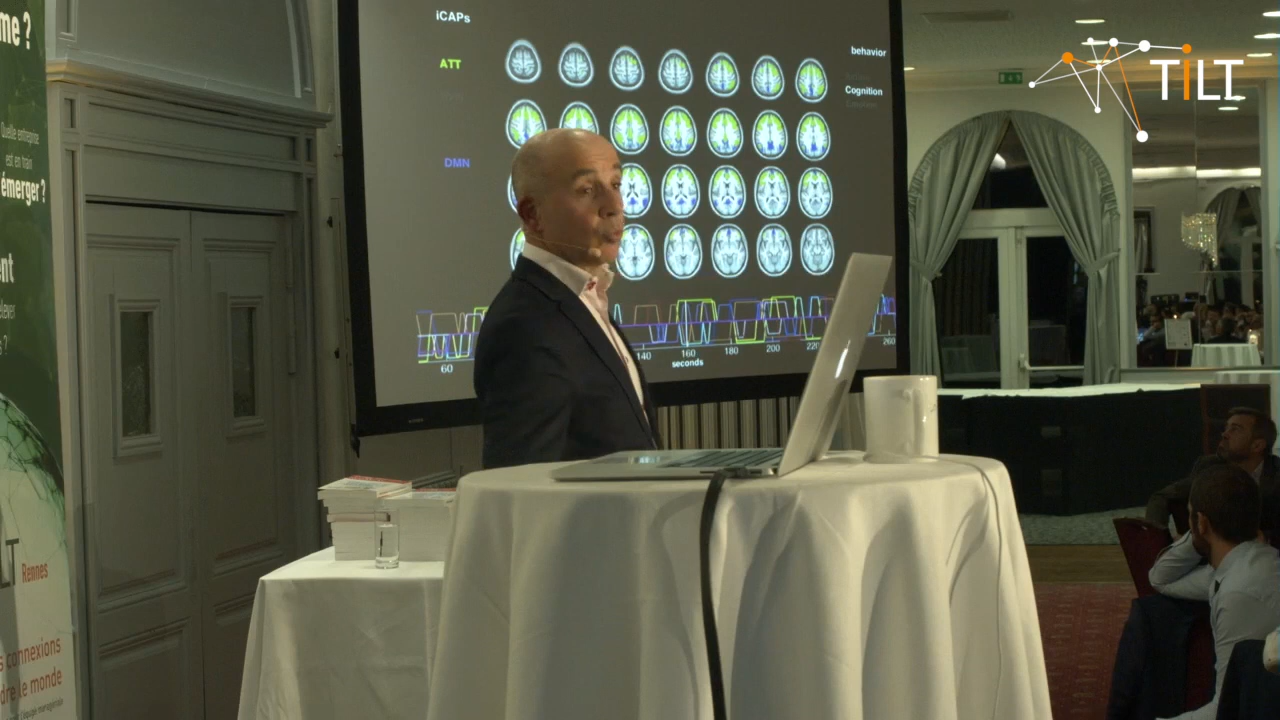 me ?
Quelle entreprise
est en train
émerger ?
nt
LT Rennes
connexions
le monde
iCAPs
ATT
DMN
behavior
Cognition
60
140
160
180
200
220
260
seconds
TiLT